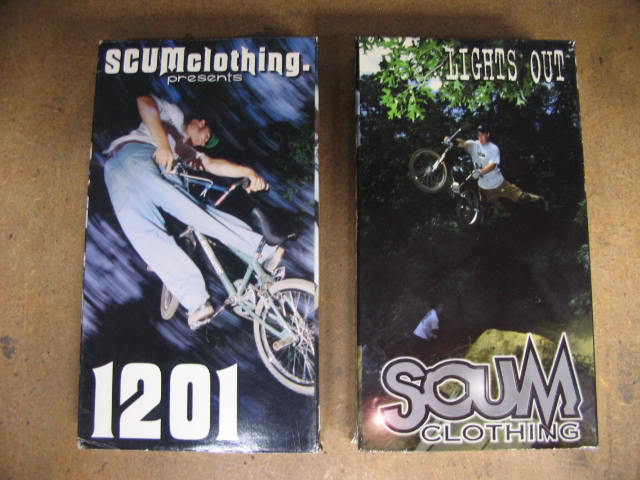 SCUMclothing.
presents
1201
...LIGHTS OUT
SCUM
CLOTHING